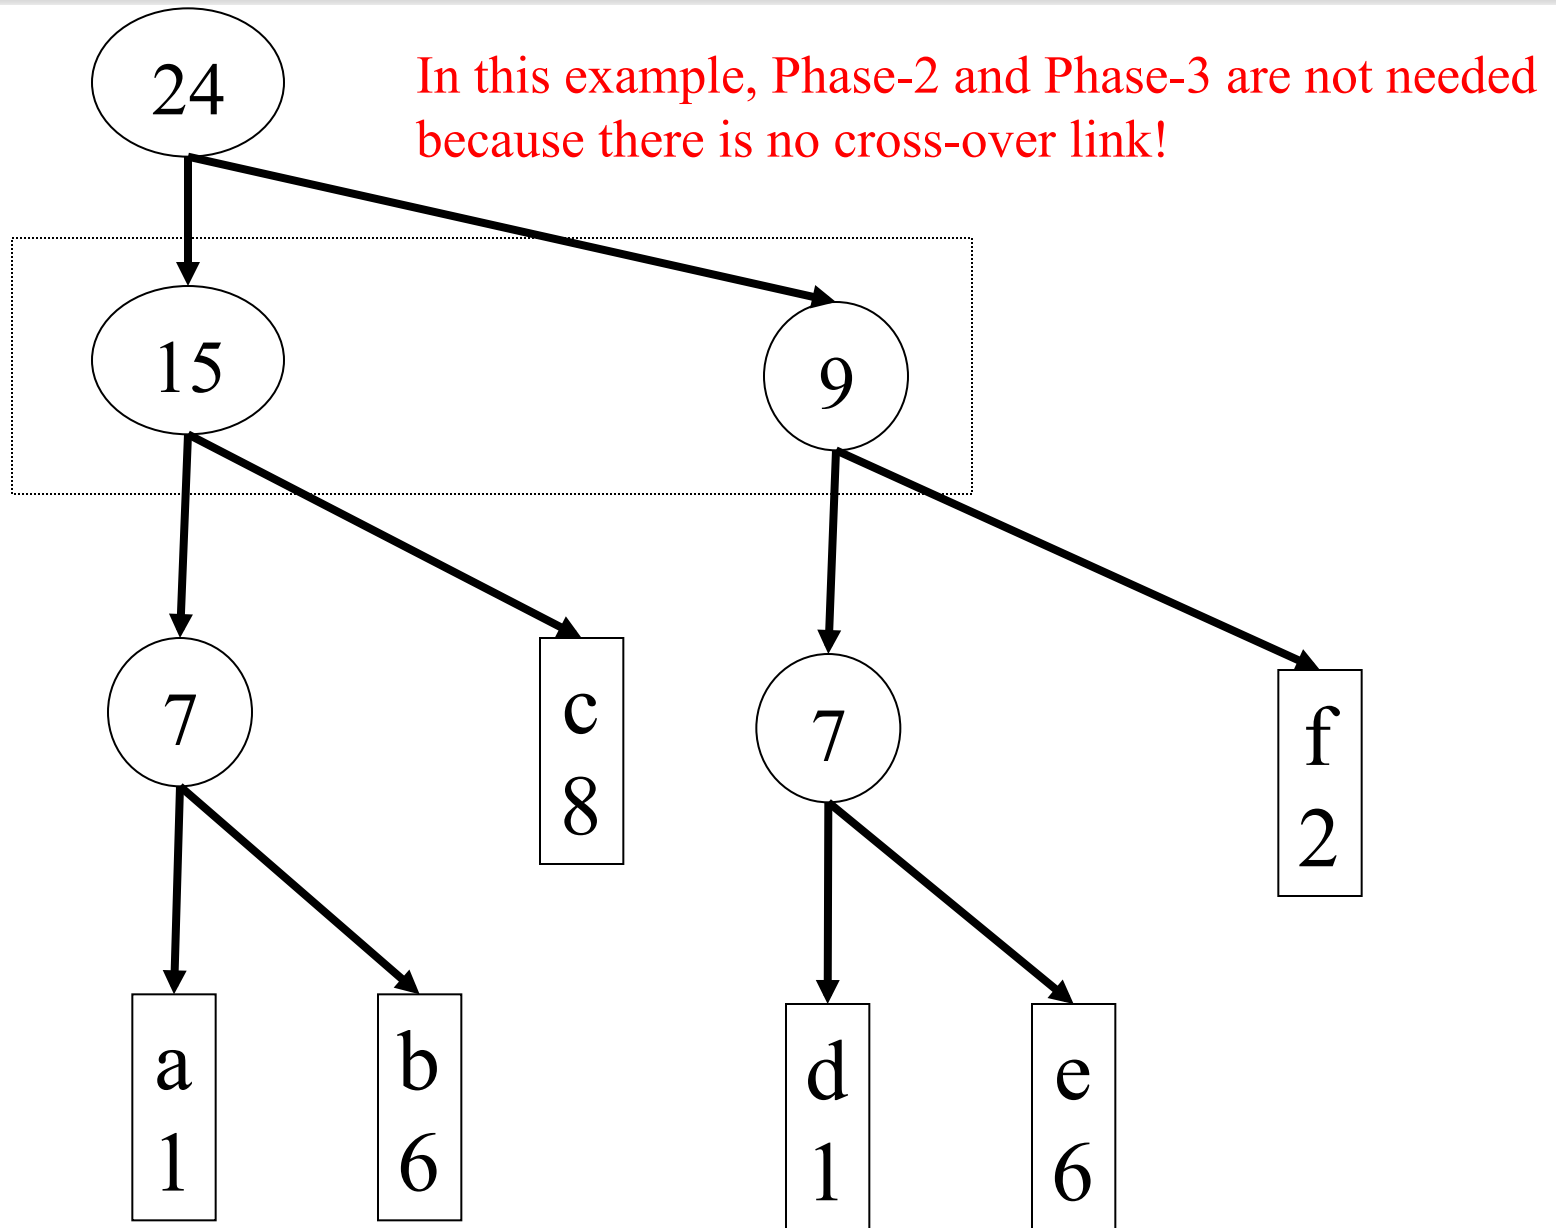 24
In this example, Phase-2 and Phase-3 are not needed
because there is no cross-over link!
15
9
7
c
8
7
f
2
a
1
b
6
d
1
e
6